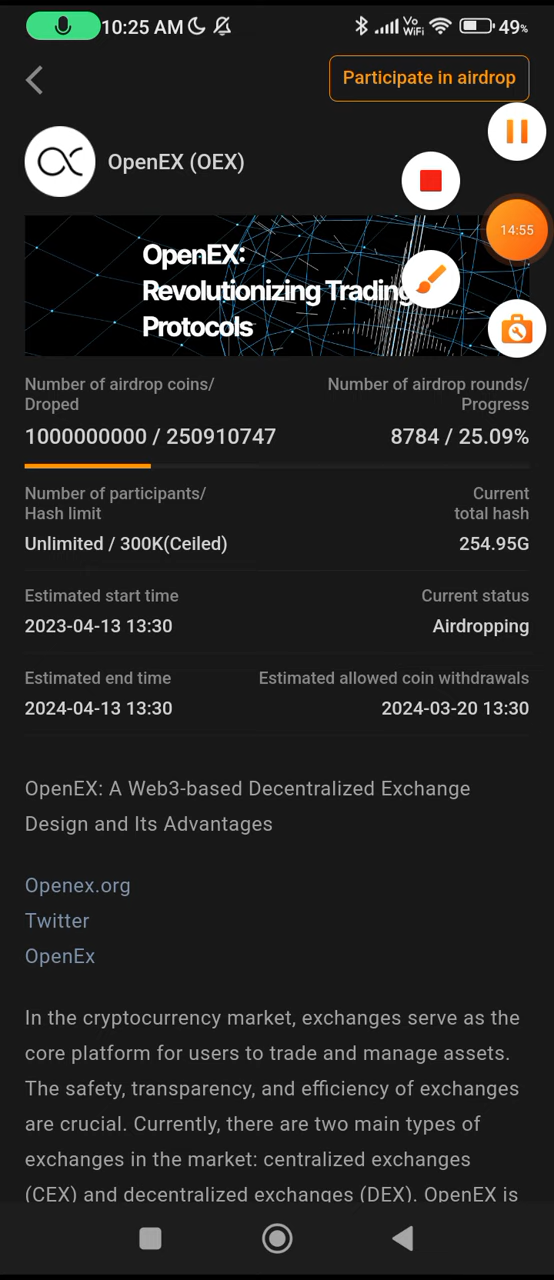 10:25 AM
Vo
WiFi
49%
Participate in airdrop
OpenEX (OEX)
14:55
OpenEX:
Revolutionizing Trading
Protocols
Number of airdrop coins/
Droped
Number of airdrop rounds/
Progress
1000000000 / 250910747
8784 / 25.09%
Number of participants/
Hash limit
Current
total hash
Unlimited / 300K(Ceiled)
254.95G
Estimated start time
Current status
2023-04-13 13:30
Airdropping
Estimated end time
Estimated allowed coin withdrawals
2024-04-13 13:30
2024-03-20 13:30
OpenEX: A Web3-based Decentralized Exchange
Design and Its Advantages
Openex.org
Twitter
OpenEx
In the cryptocurrency market, exchanges serve as the
core platform for users to trade and manage assets.
The safety, transparency, and efficiency of exchanges
are crucial. Currently, there are two main types of
exchanges in the market: centralized exchanges
(CEX) and decentralized exchanges (DEX). OpenEX is